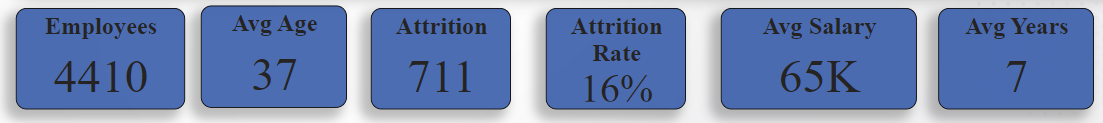 Employees
4410
Avg Age
37
Attrition
711
Attrition
Rate
16%
Avg Salary
65K
Avg Years
7